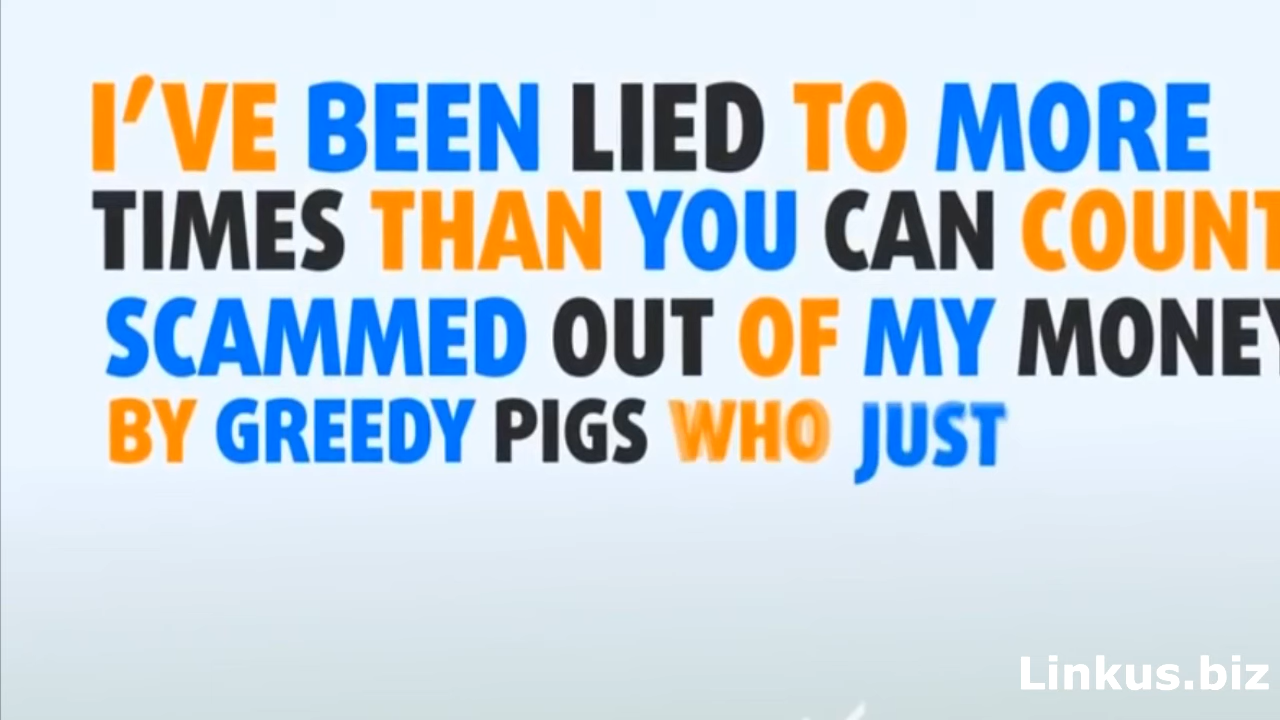 I'VE BEEN LIED TO MORE
TIMES THAN YOU CAN COUNT
SCAMMED OUT OF MY MONEY
BY GREEDY PIGS WHO JUST
Linkus.biz